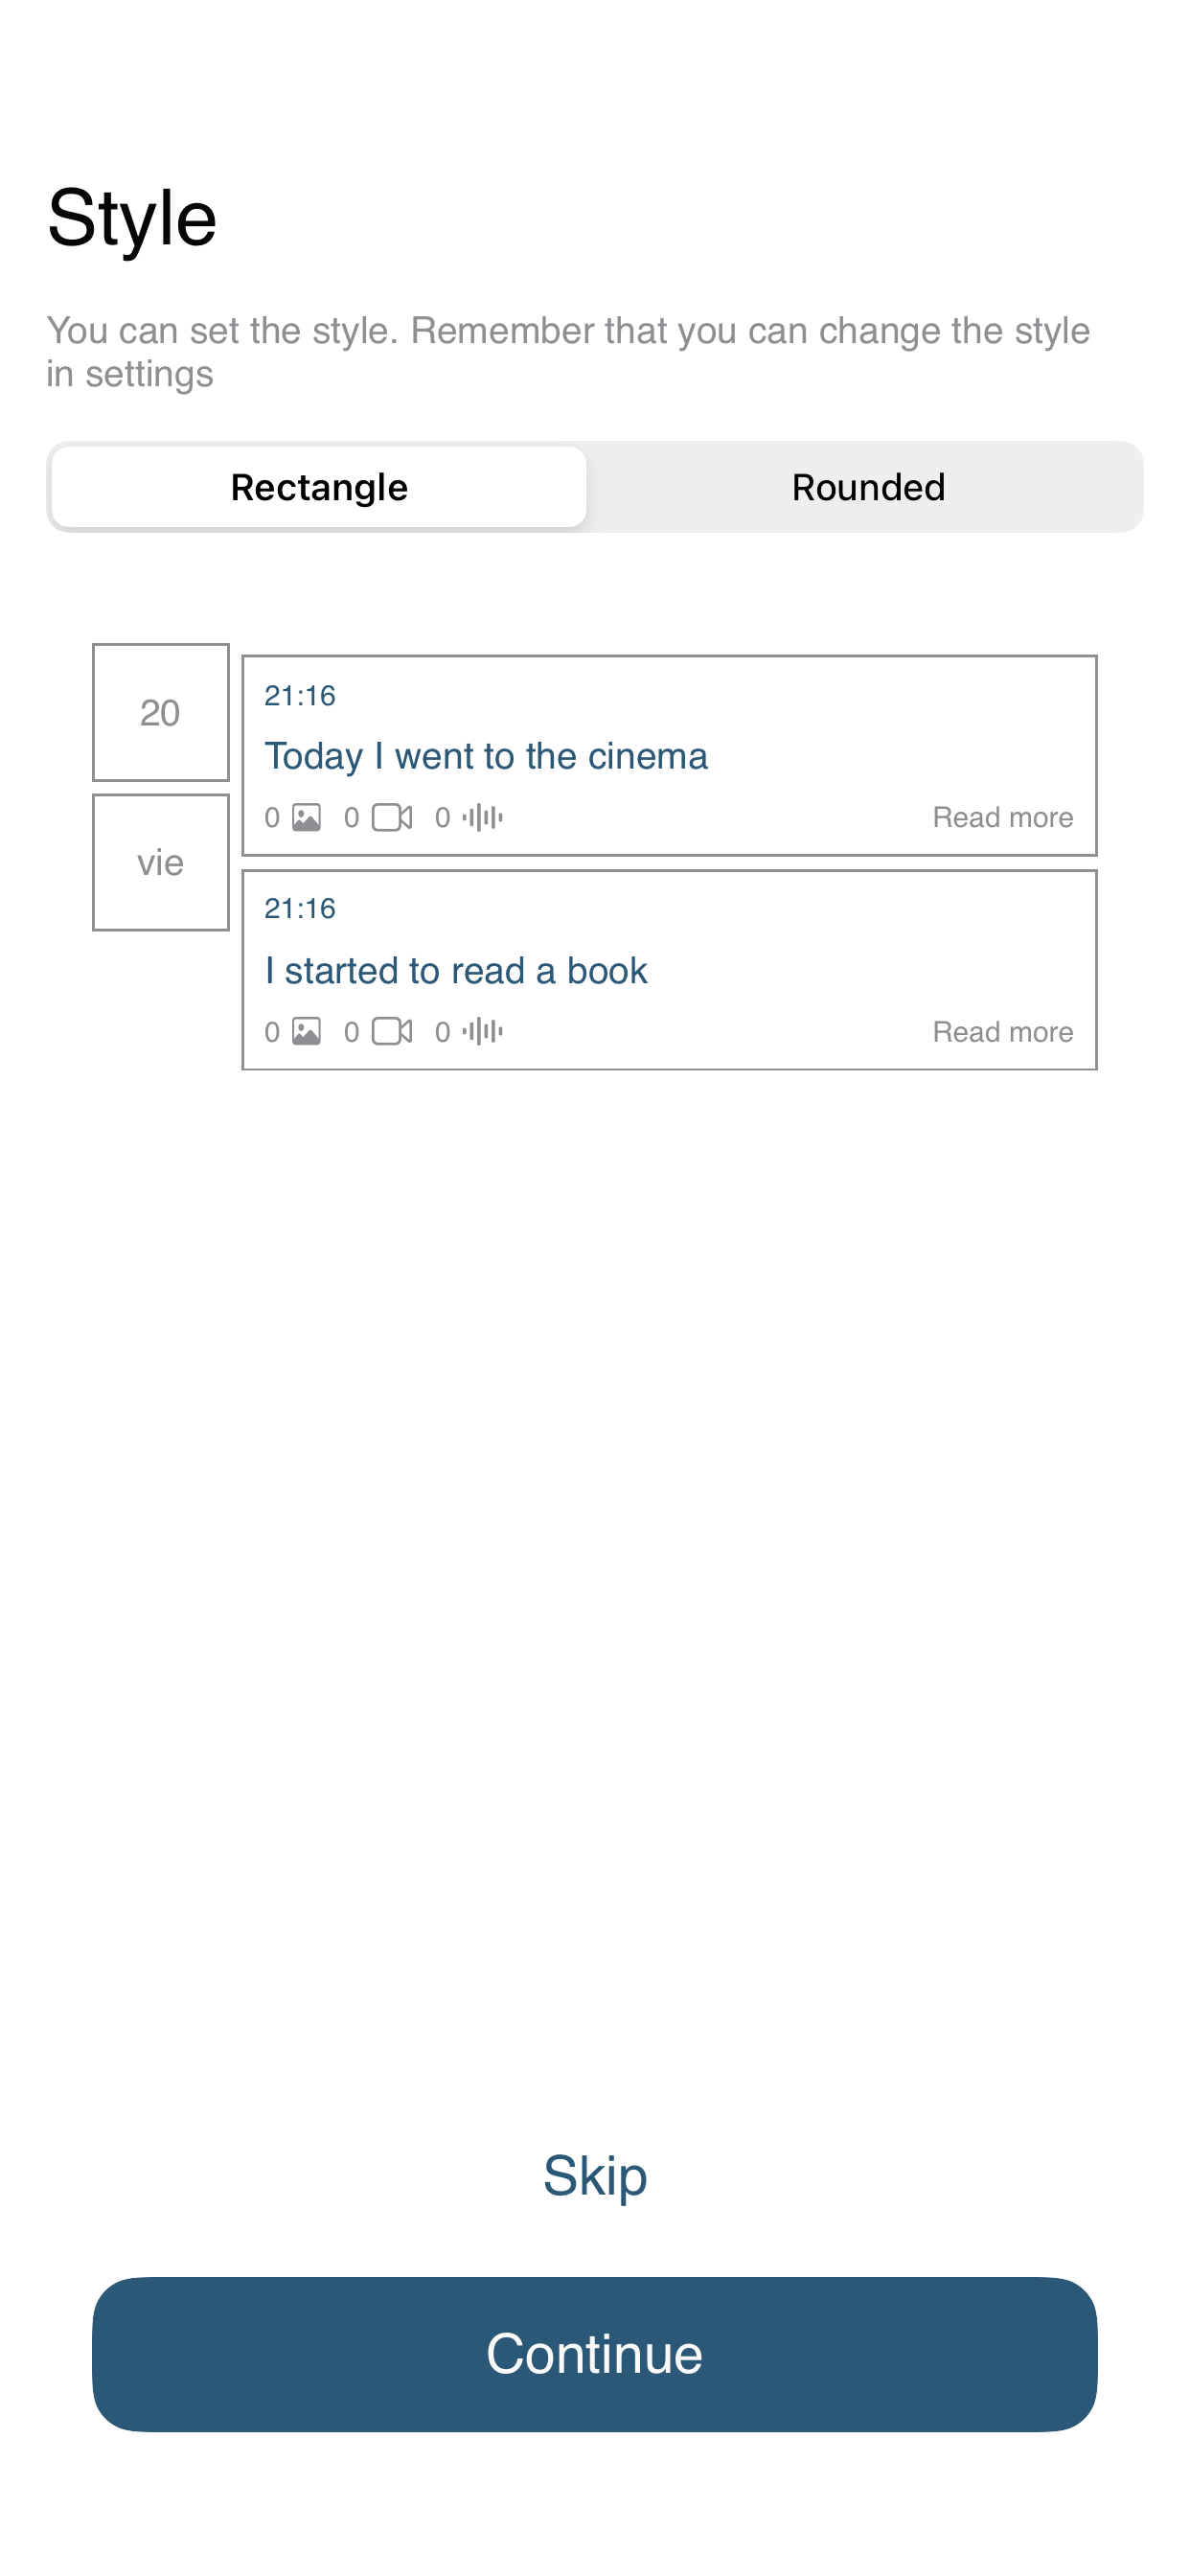 Style
You can set the style. Remember that you can change the style
in settings
Rectangle
Rounded
20
vie
21:16
Today I went to the cinema
0 0 0 Read more
21:16
I started to read a book
0 0 0 Read more
Skip
Continue